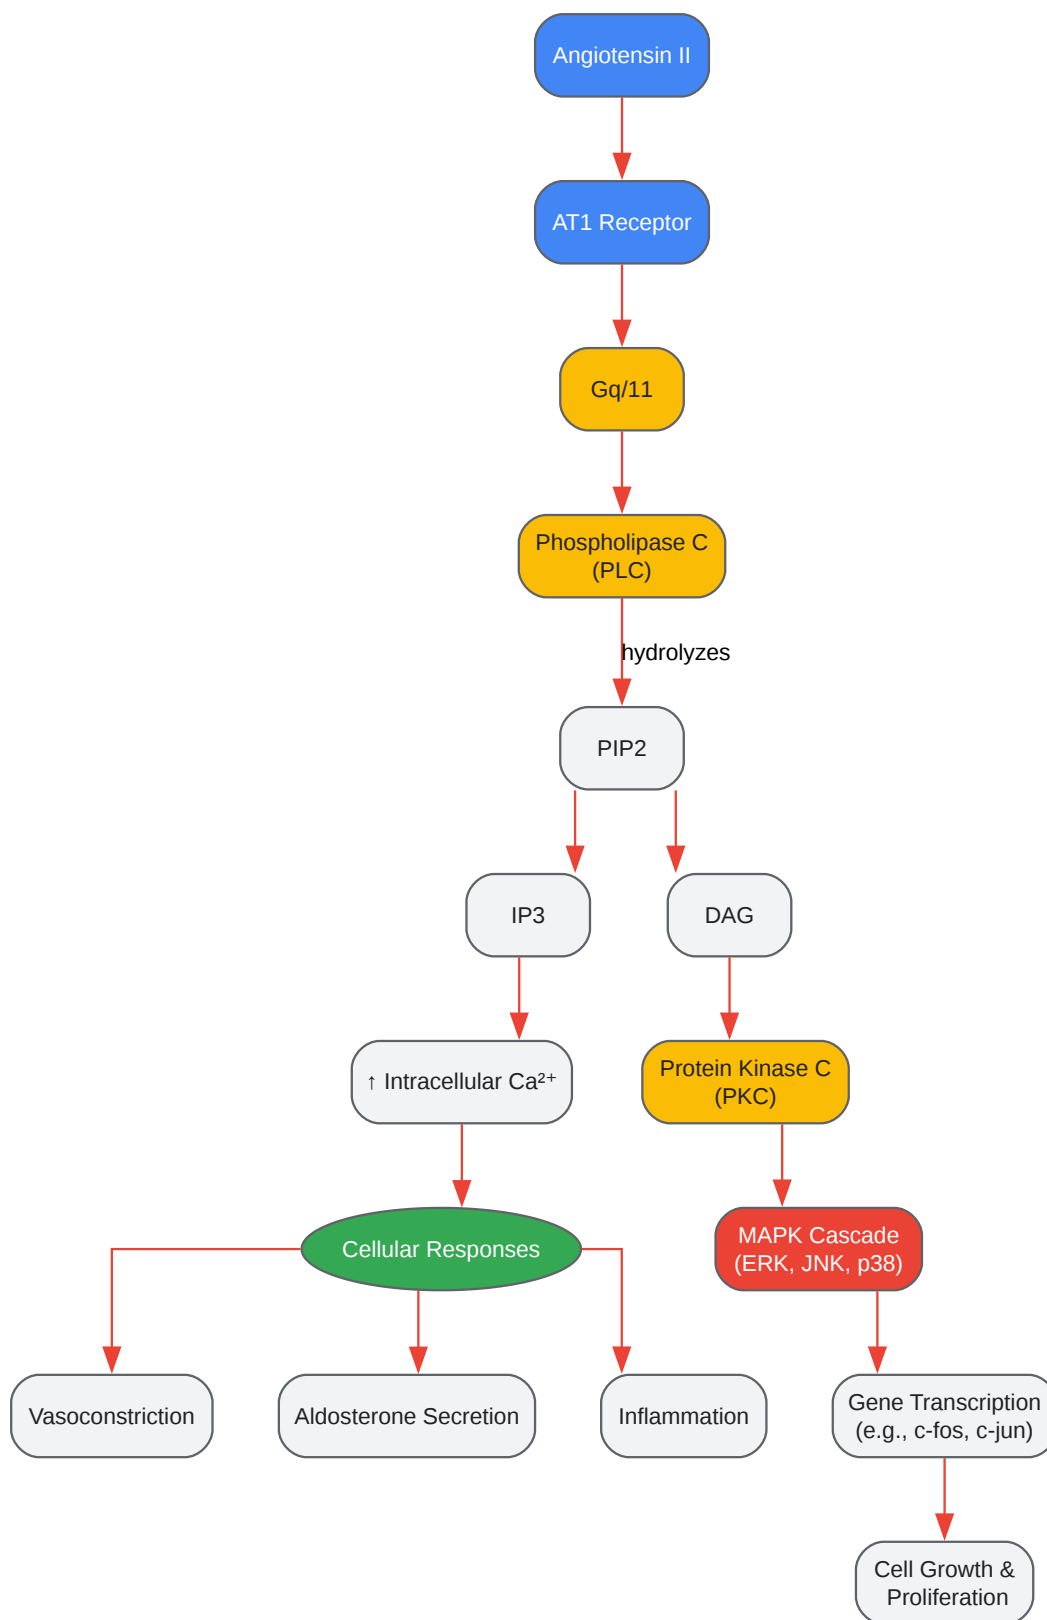 Angiotensin II
AT1 Receptor
Gq/11
Phospholipase C
(PLC)
hydrolyzes
PIP2
IP3
DAG
↑ Intracellular Ca²⁺
Protein Kinase C
(PKC)
Cellular Responses
MAPK Cascade
(ERK, JNK, p38)
Vasoconstriction
Aldosterone Secretion
Inflammation
Gene Transcription
(e.g., c-fos, c-jun)
Cell Growth &
Proliferation